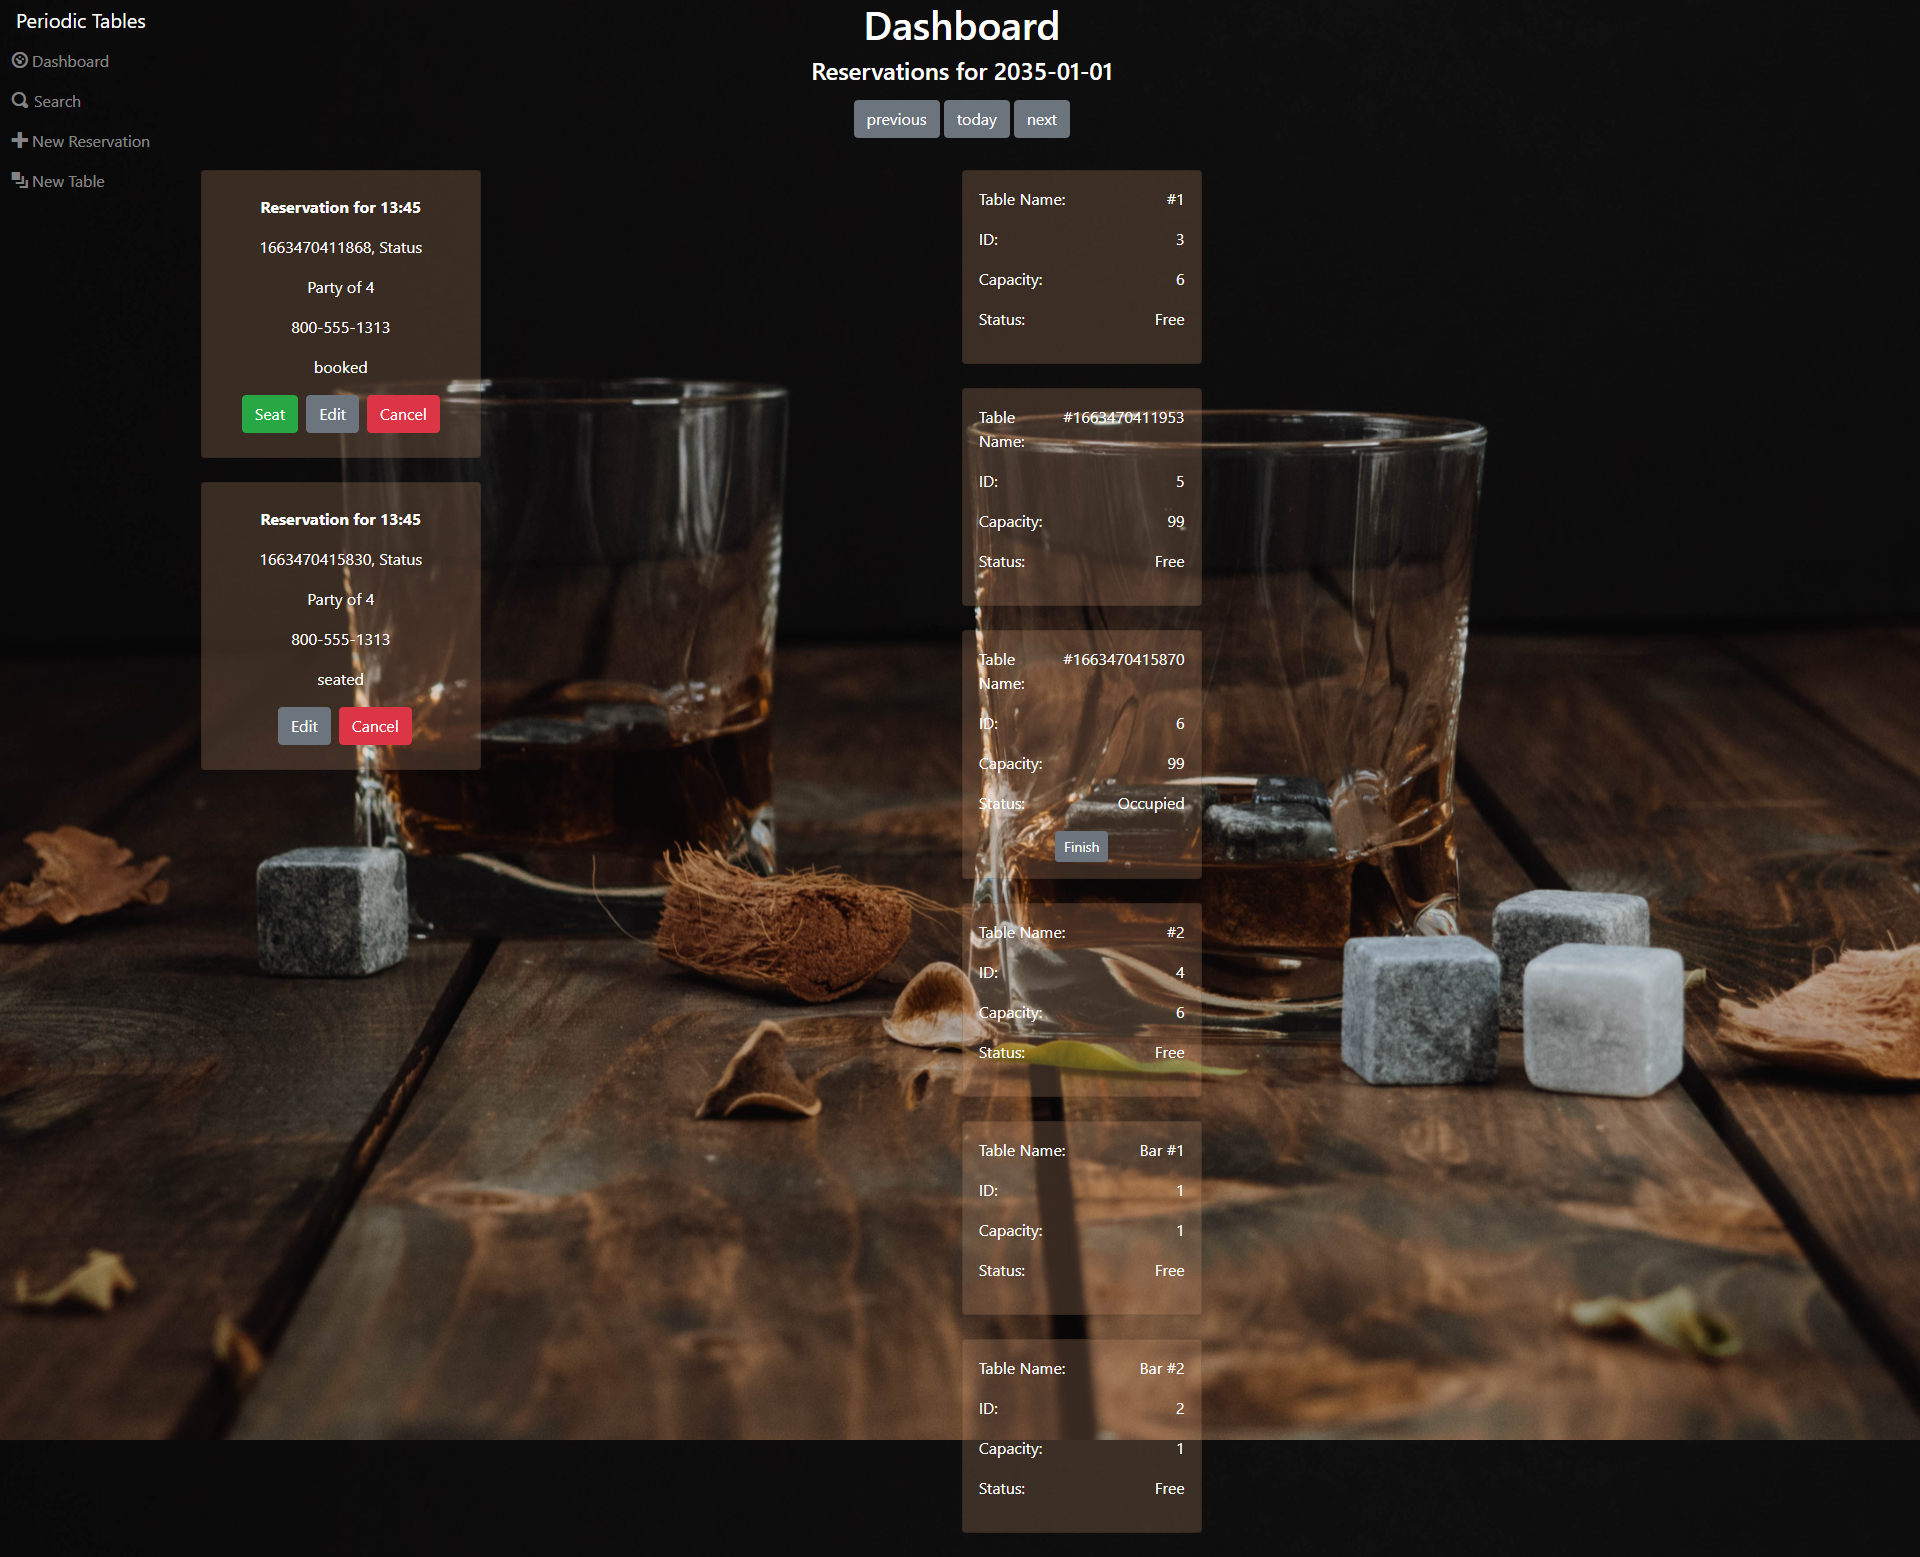 Periodic Tables
Dashboard
Search
New Reservation
New Table
Dashboard
Reservations for 2035-01-01
previous today next
Reservation for 13:45
1663470411868, Status
Party of 4
800-555-1313
booked
Seat Edit Cancel
Reservation for 13:45
1663470415830, Status
Party of 4
800-555-1313
seated
Edit Cancel
Table Name: #1
ID: 3
Capacity: 6
Status: Free
Table #1663470411953
Name:
ID: 5
Capacity: 99
Status: Free
Table #1663470415870
Name:
ID: 6
Capacity: 99
Status: Occupied
Finish
Table Name: #2
ID: 4
Capacity: 6
Status: Free
Table Name: Bar #1
ID: 1
Capacity: 1
Status: Free
Table Name: Bar #2
ID: 2
Capacity: 1
Status: Free